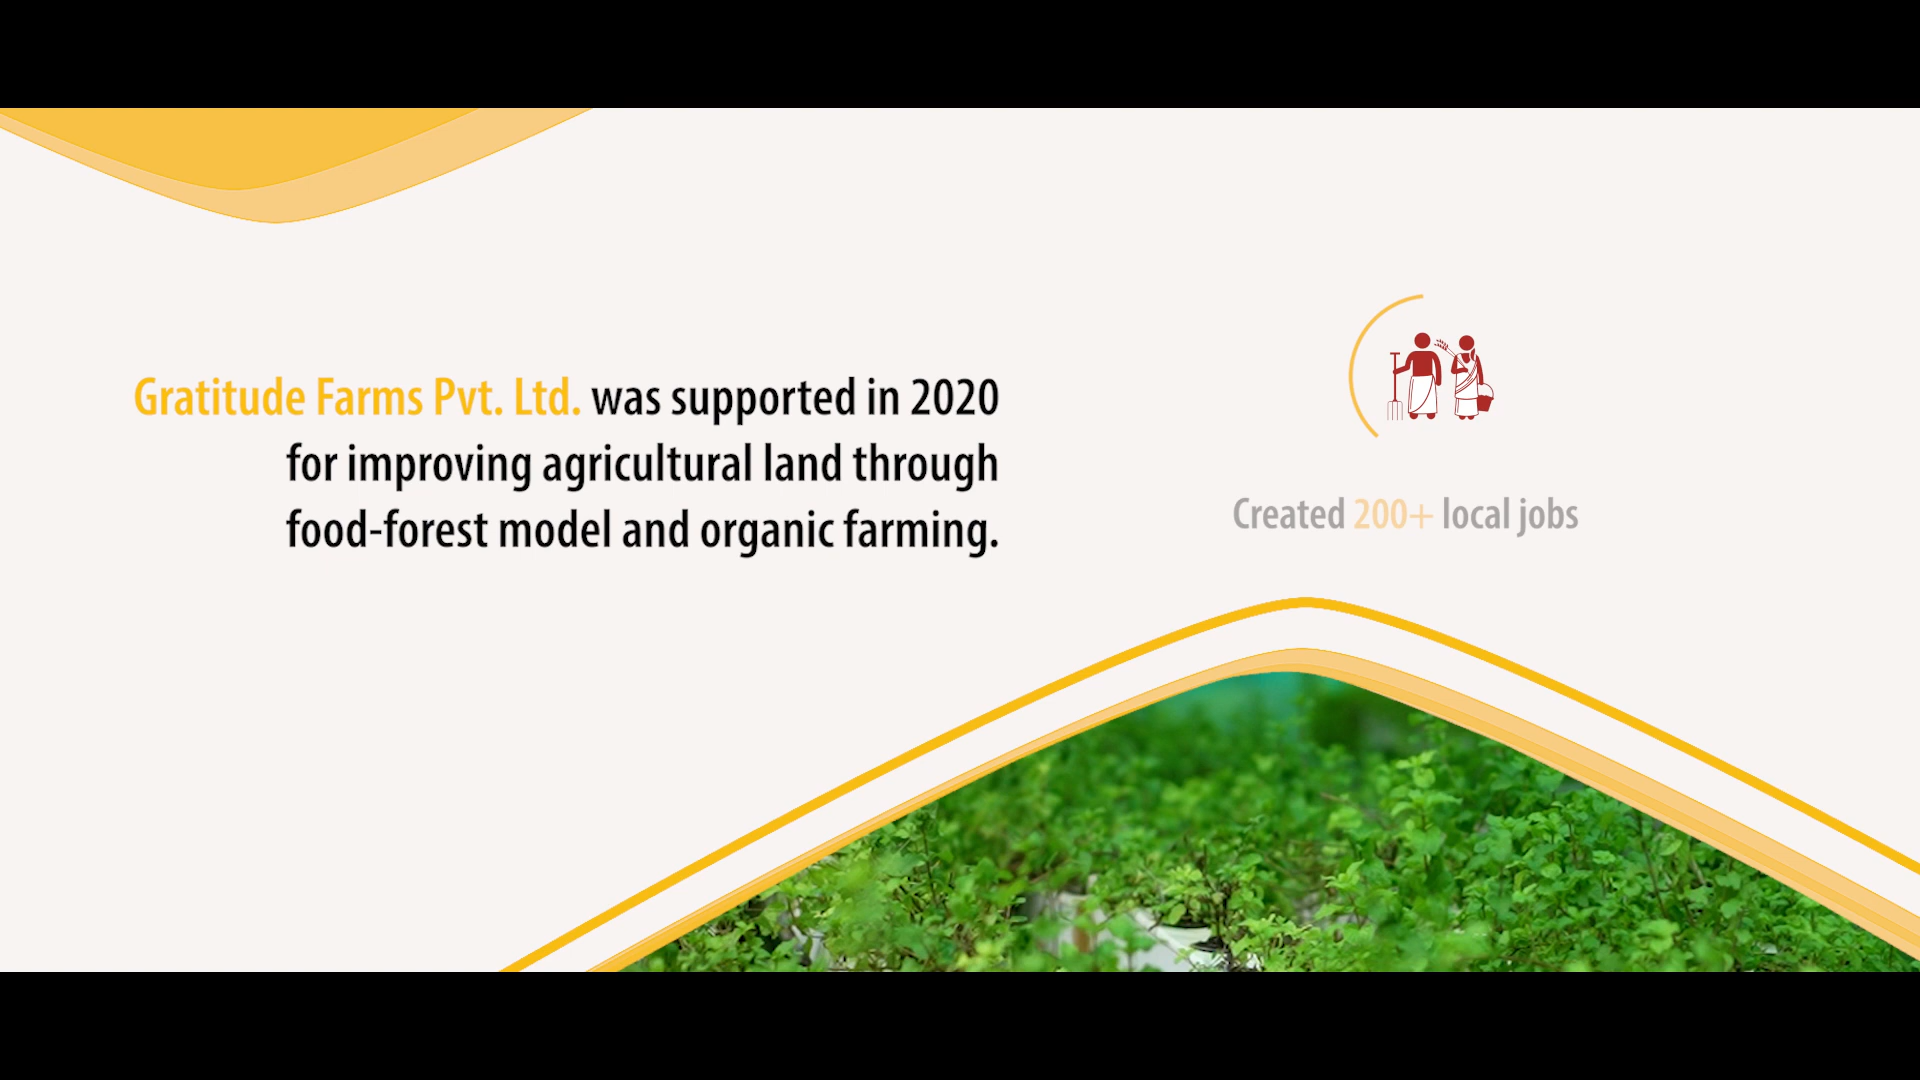 Gratitude Farms Pvt. Ltd. was supported in 2020
for improving agricultural land through
food-forest model and organic farming.
Created 200+ local jobs